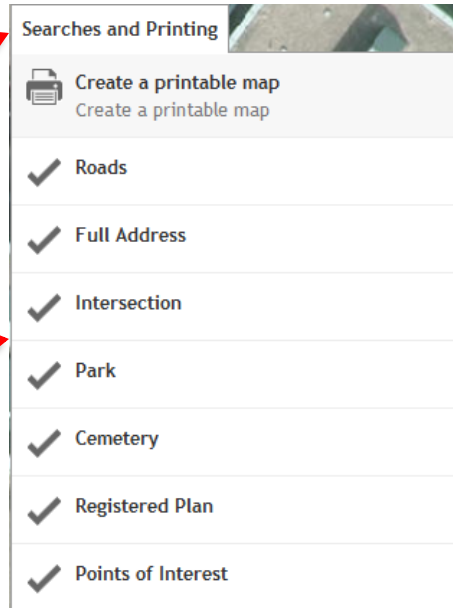 Searches and Printing
Create a printable map
Create a printable map
Roads
Full Address
Intersection
Park
Cemetery
Registered Plan
Points of Interest